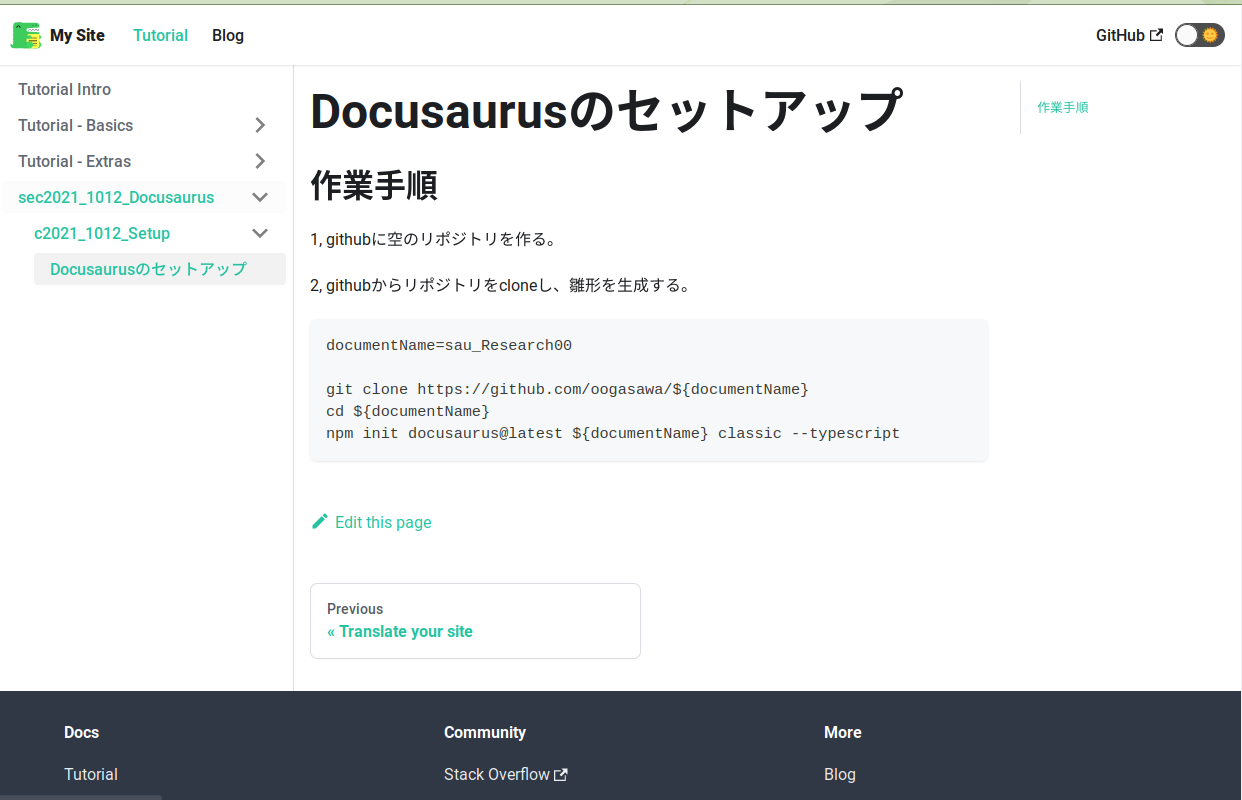 My Site Tutorial Blog GitHub
Tutorial Intro
Tutorial - Basics
Tutorial - Extras
sec2021_1012_Docusaurus
c2021_1012_Setup
Docusaurusのセットアップ
Docusaurusのセットアップ
作業手順
1, githubに空のリポジトリを作る。
2, githubからリポジトリをcloneし、雛形を生成する。
documentName=sau_Research00
git clone https://github.com/oogasawa/${documentName}
cd ${documentName}
npm init docusaurus@latest ${documentName} classic --typescript
Edit this page
Previous
« Translate your site
作業手順
Docs
Tutorial
Community
Stack Overflow
More
Blog